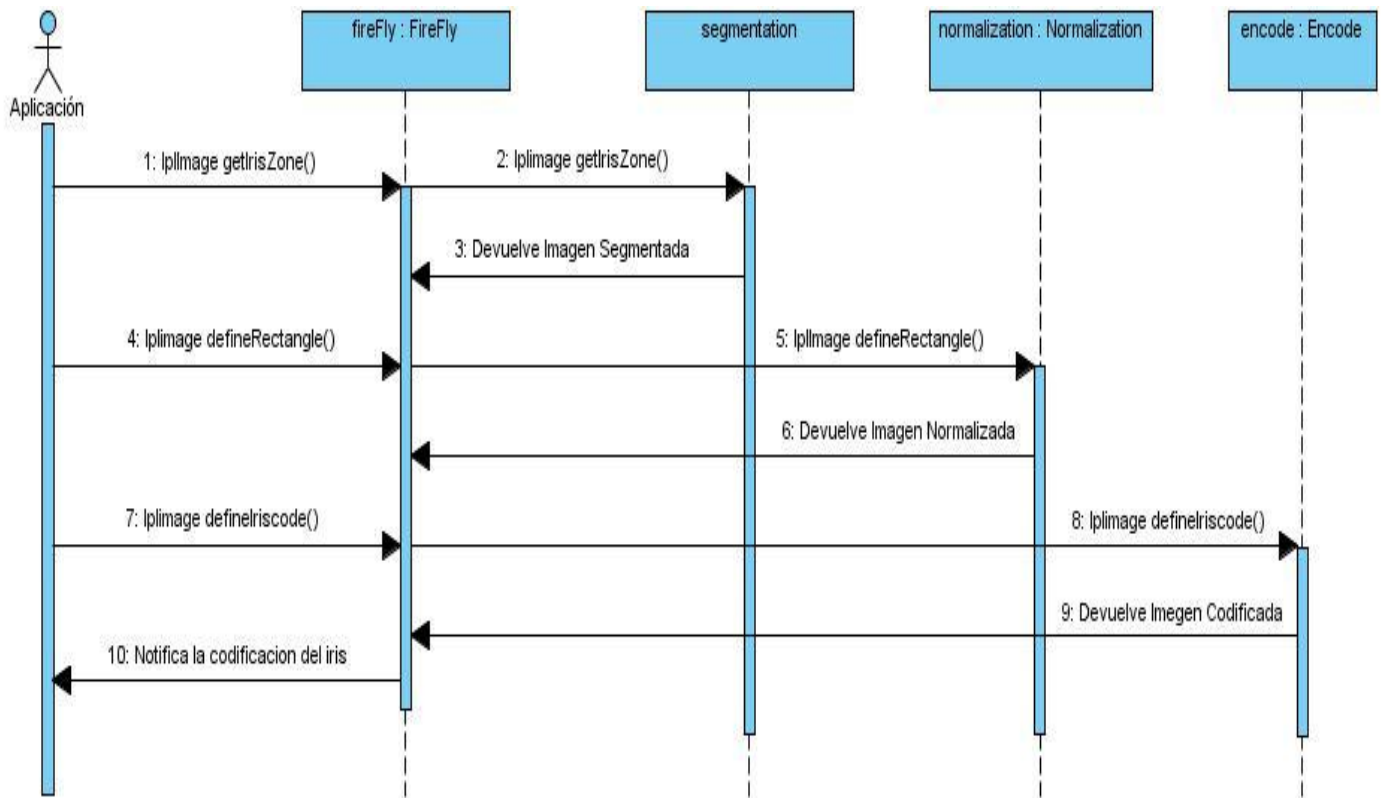 fireFly : FireFly
segmentation
normalization : Normalization
encode : Encode
Aplicación
1: IplImage getIrisZone()
2: Iplimage getIrisZone()
3: Devuelve Imagen Segmentada
4: Iplimage defineRectangle()
5: IplImage defineRectangle()
6: Devuelve Imagen Normalizada
7: Iplimage defineIriscode()
8: Iplimage defineIriscode()
9: Devuelve Imegen Codificada
10: Notifica la codificacion del iris